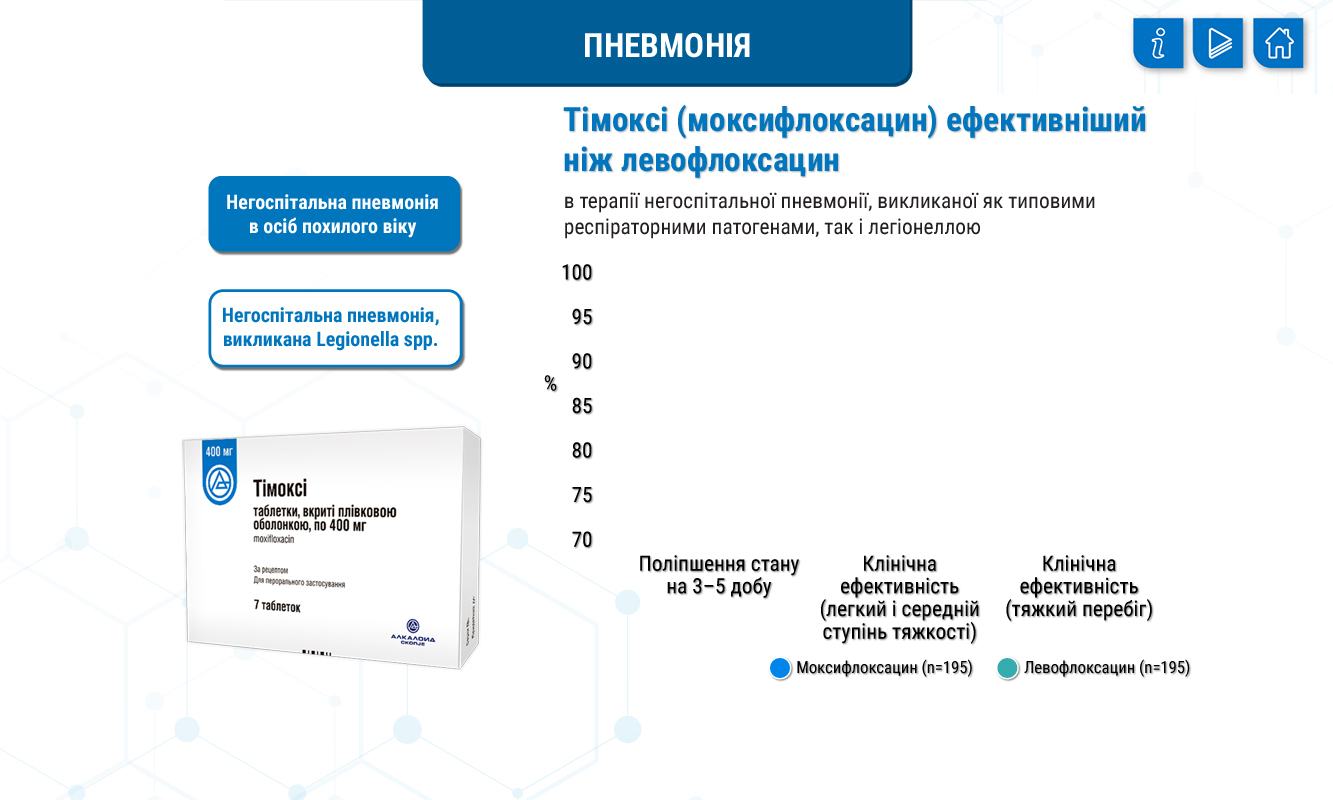 ПНЕВМОНІЯ
Тімоксі (моксифлоксацин) ефективніший
ніж левофлоксацин
в терапії негоспітальної пневмонії, викликаної як типовими
респіраторними патогенами, так і легіонеллою
Негоспітальна пневмонія
в осіб похилого віку
Негоспітальна пневмонія,
викликана Legionella spp.
400 мг
Тімоксі
таблетки, вкриті плівковою
оболонкою, по 400 мг
moxifloxacin
За рецептом
Для перорального застосування
7 таблеток
АЛКАЛОИД
СКОПЈЕ
100
95
90
%
85
80
75
70
Поліпшення стану
на 3–5 добу
Клінічна
ефективність
(легкий і середній
ступінь тяжкості)
Клінічна
ефективність
(тяжкий перебіг)
Моксифлоксацин (n=195)
Левофлоксацин (n=195)